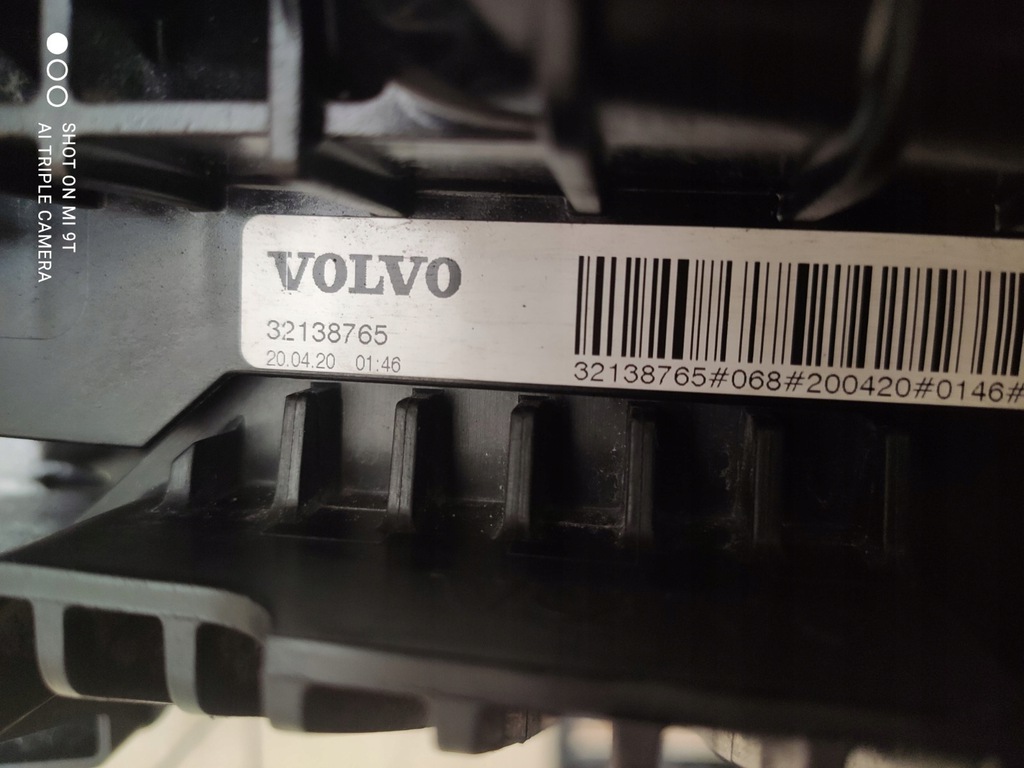 SHOT ON MI 9T
AI TRIPLE CAMERA
VOLVO
32138765
20.04.20 01:46
32138765#068#200420#0146#